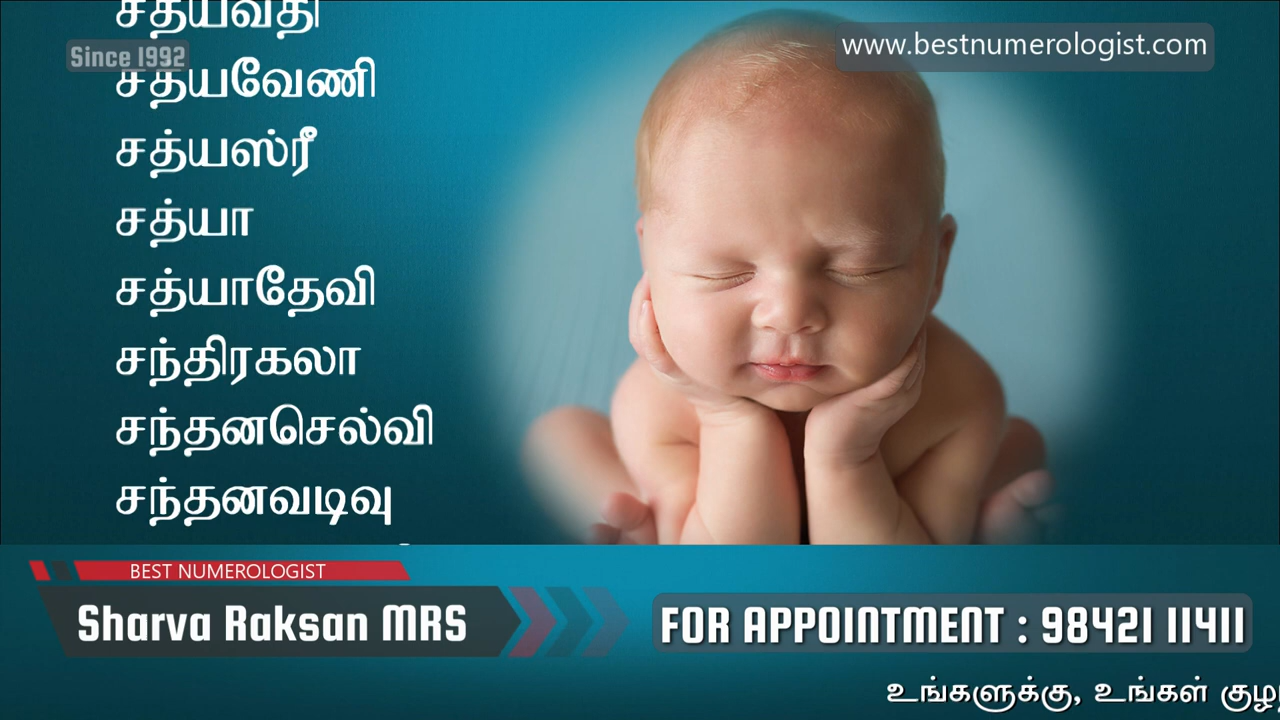 சத்யவதி
Since 1992
www.bestnumerologist.com
சத்யவேணி
சத்யஸ்ரீ
சத்யா
சத்யாதேவி
சந்திரகலா
சந்தனசெல்வி
சந்தனவடிவு
BEST NUMEROLOGIST
Sharva Raksan MRS
FOR APPOINTMENT : 98421 11411
உங்களுக்கு, உங்கள்